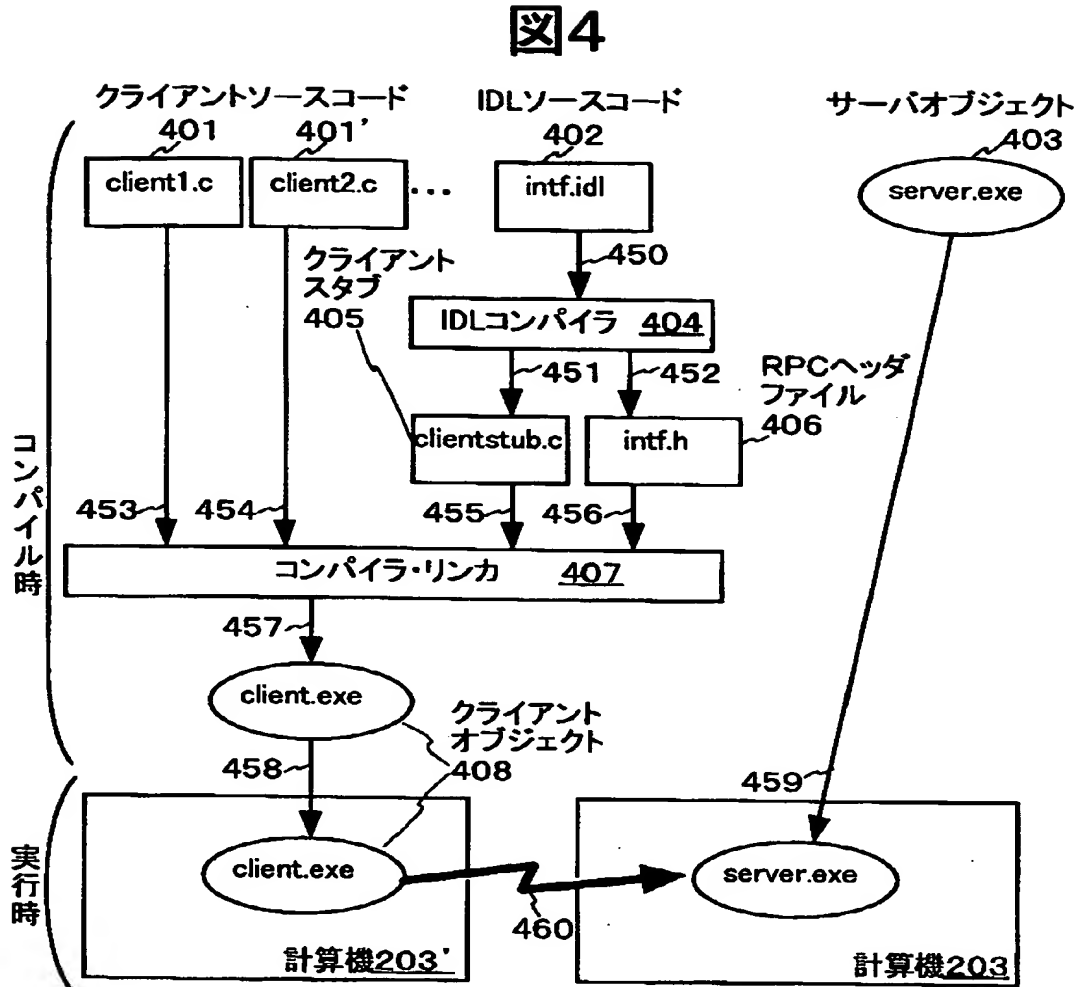 図4
クライアントソースコード
401
401'
IDLソースコード
402
サーバオブジェクト
403
client1.c
client2.c
...
intf.idl
server.exe
450
クライアント
スタブ
405
IDLコンパイラ 404
451
452
RPCヘッダ
ファイル
406
clientstub.c
intf.h
コンパイル時
453
454
455
456
コンパイラ・リンカ 407
457
client.exe
クライアント
オブジェクト
408
458
459
実行時
client.exe
server.exe
460
計算機203'
計算機203